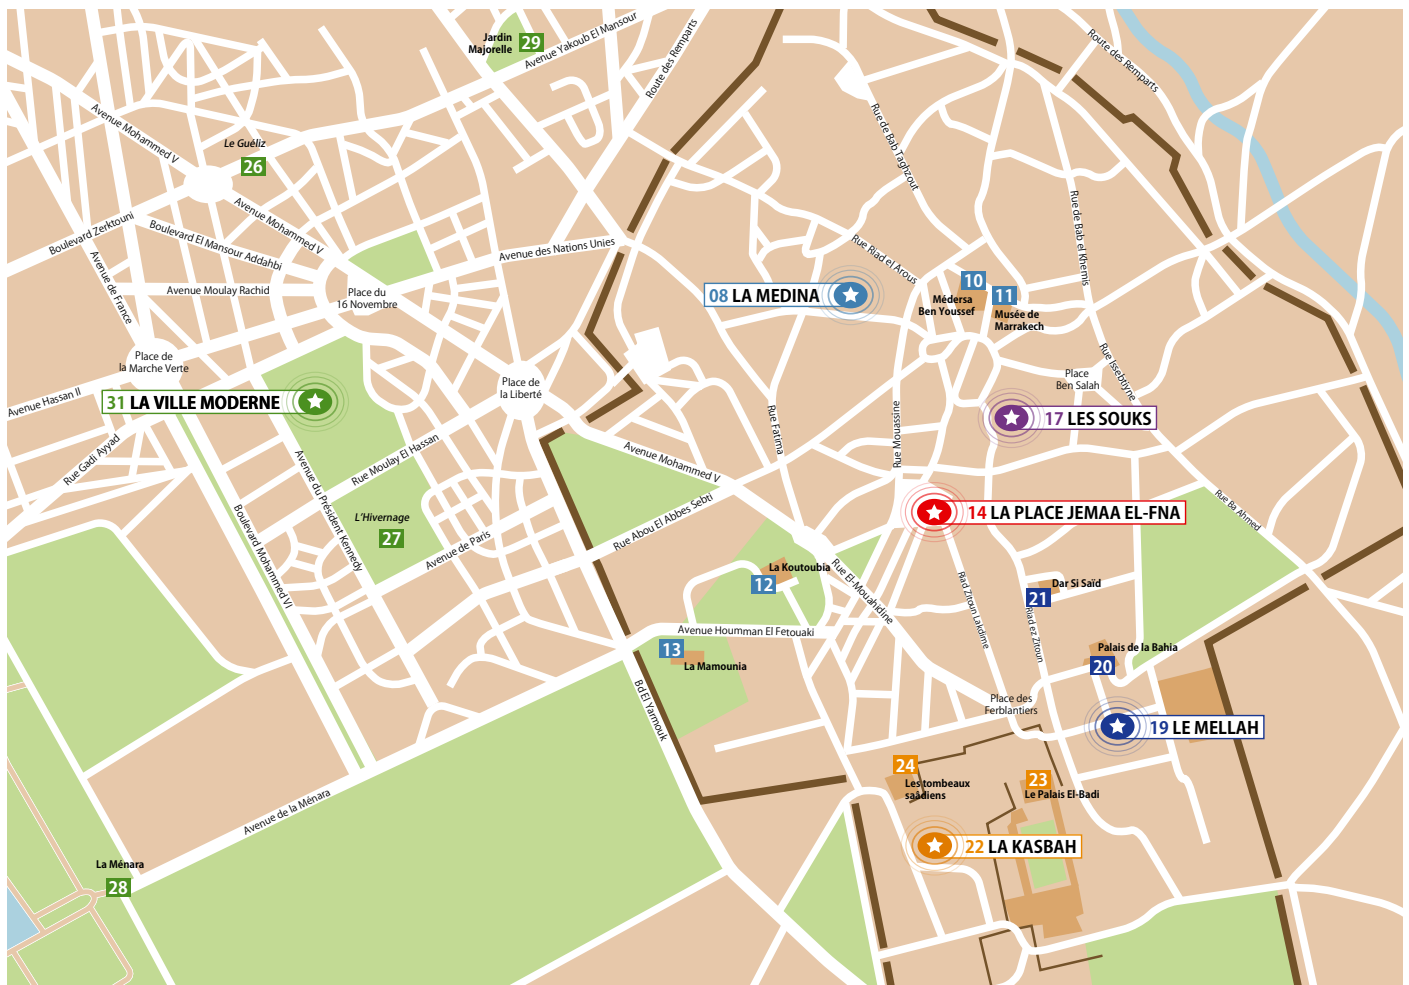 Jardin
Majorelle
29
Avenue Yakoub El Mansour
Route des Remparts
Route des Remparts
Avenue Mohammed V
Le Guéliz
26
Rue de Bab Taghzout
Avenue Mohammed V
Boulevard Zerktouni
Boulevard El Mansour Addahbi
Avenue de France
Avenue des Nations Unies
Rue Riad el Arous
Rue de Bab el Khemis
Avenue Moulay Rachid
Place du
16 Novembre
08 LA MEDINA
10
Médersa
Ben Youssef
11
Musée de
Marrakech
Place de
la Marche Verte
Place de
la Liberté
Place
Ben Salah
Rue Issebtiyne
Avenue Hassan II
31 LA VILLE MODERNE
17 LES SOUKS
Rue Fatima
Rue Mouassine
Rue Gadi Ayyad
Rue Moulay El Hassan
Avenue du Président Kennedy
Avenue Mohammed V
Rue Abou El Abbes Sebti
Rue Ba Ahmed
14 LA PLACE JEMAA EL-FNA
L'Hivernage
27
Avenue de Paris
Boulevard Mohammed VI
La Koutoubia
12
Rue El-Mouahidine
Riad Zitoun Lakdime
Dar Si Saïd
21
Riad ez Zitoun
Avenue Houmman El Fetouaki
13
La Mamounia
Palais de la Bahia
20
Bd El Yarmouk
Place des
Ferblantiers
19 LE MELLAH
24
Les tombeaux
saâdiens
23
Le Palais El-Badi
Avenue de la Ménara
22 LA KASBAH
La Ménara
28